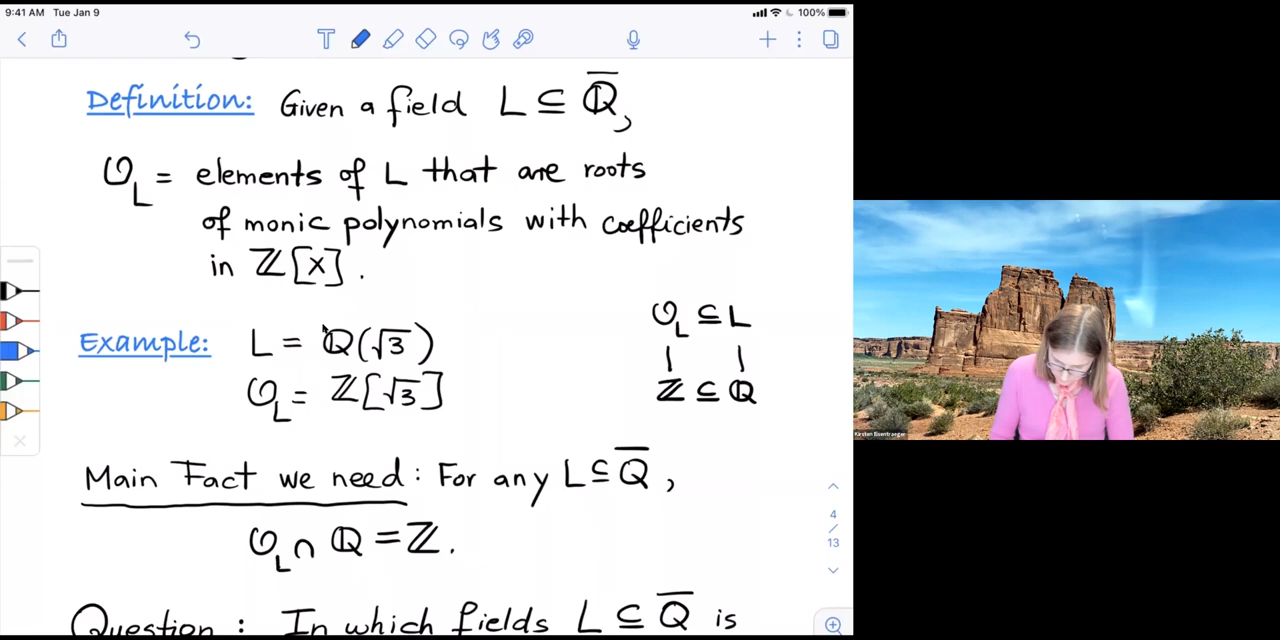 9:41 AM Tue Jan 9
100%
Definition: Given a field L ⊆ Q̅,
O_L = elements of L that are roots
of monic polynomials with coefficients
in ℤ[x].
Example: L = ℚ(√3)
O_L = ℤ[√3]
O_L ⊆ L
| |
ℤ ⊆ ℚ
Main Fact we need: For any L ⊆ Q̅,
O_L ∩ ℚ = ℤ.
Question: In which fields L ⊆ Q̅ is
4
/
13
Kirsten Eisentraeger